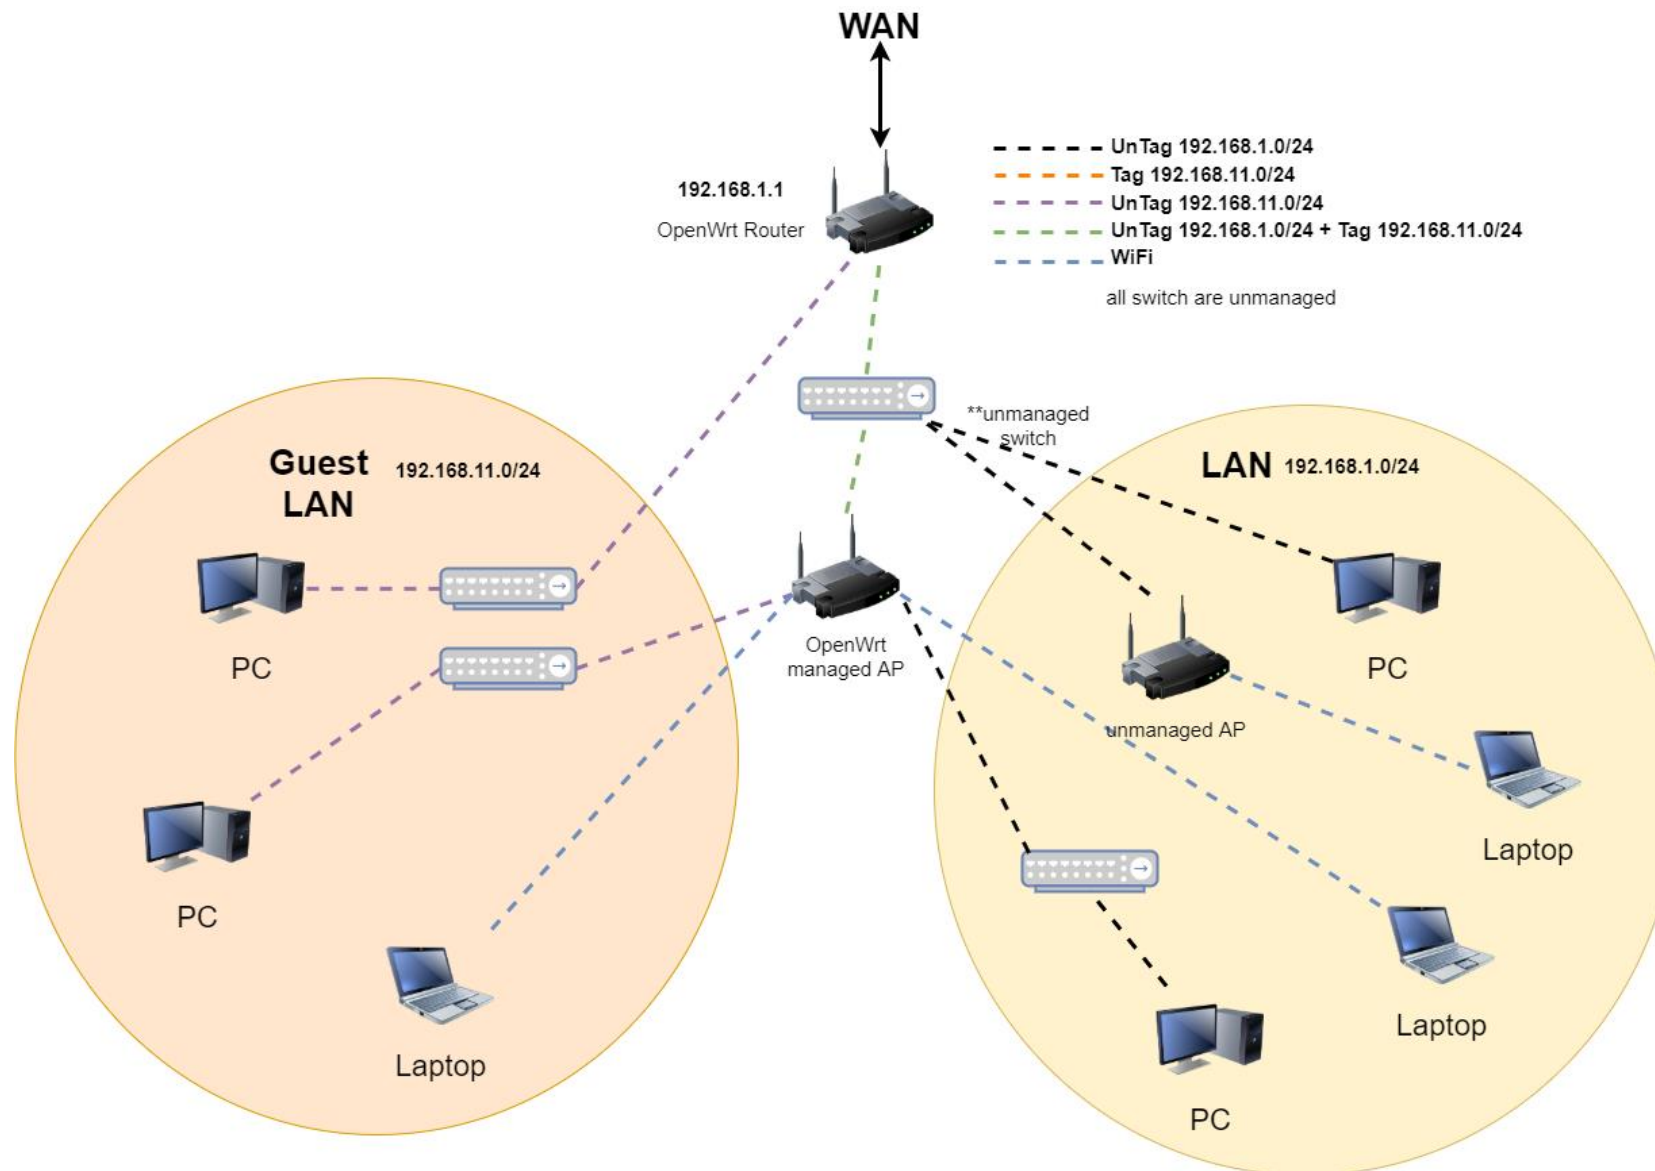 WAN
192.168.1.1
OpenWrt Router
UnTag 192.168.1.0/24
Tag 192.168.11.0/24
UnTag 192.168.11.0/24
UnTag 192.168.1.0/24 + Tag 192.168.11.0/24
WiFi
all switch are unmanaged
**unmanaged
switch
Guest
LAN
192.168.11.0/24
LAN
192.168.1.0/24
PC
OpenWrt
managed AP
PC
unmanaged AP
PC
Laptop
Laptop
Laptop
PC